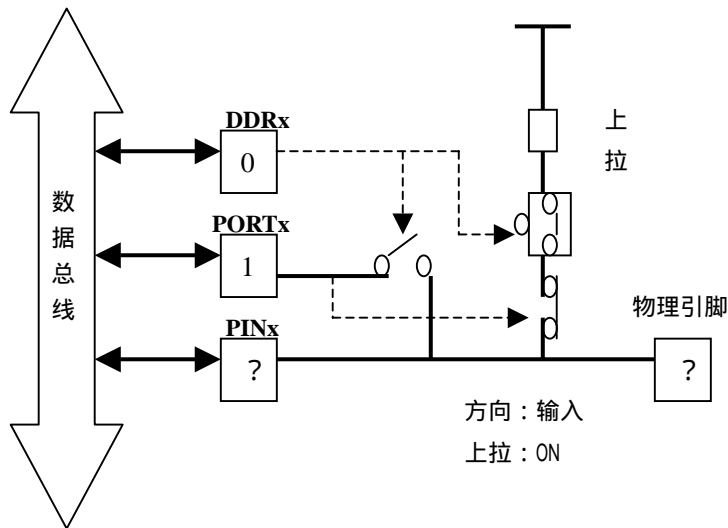 DDRx
0
上拉
数据总线
PORTx
1
物理引脚
PINx
?
?
方向：输入
上拉：ON